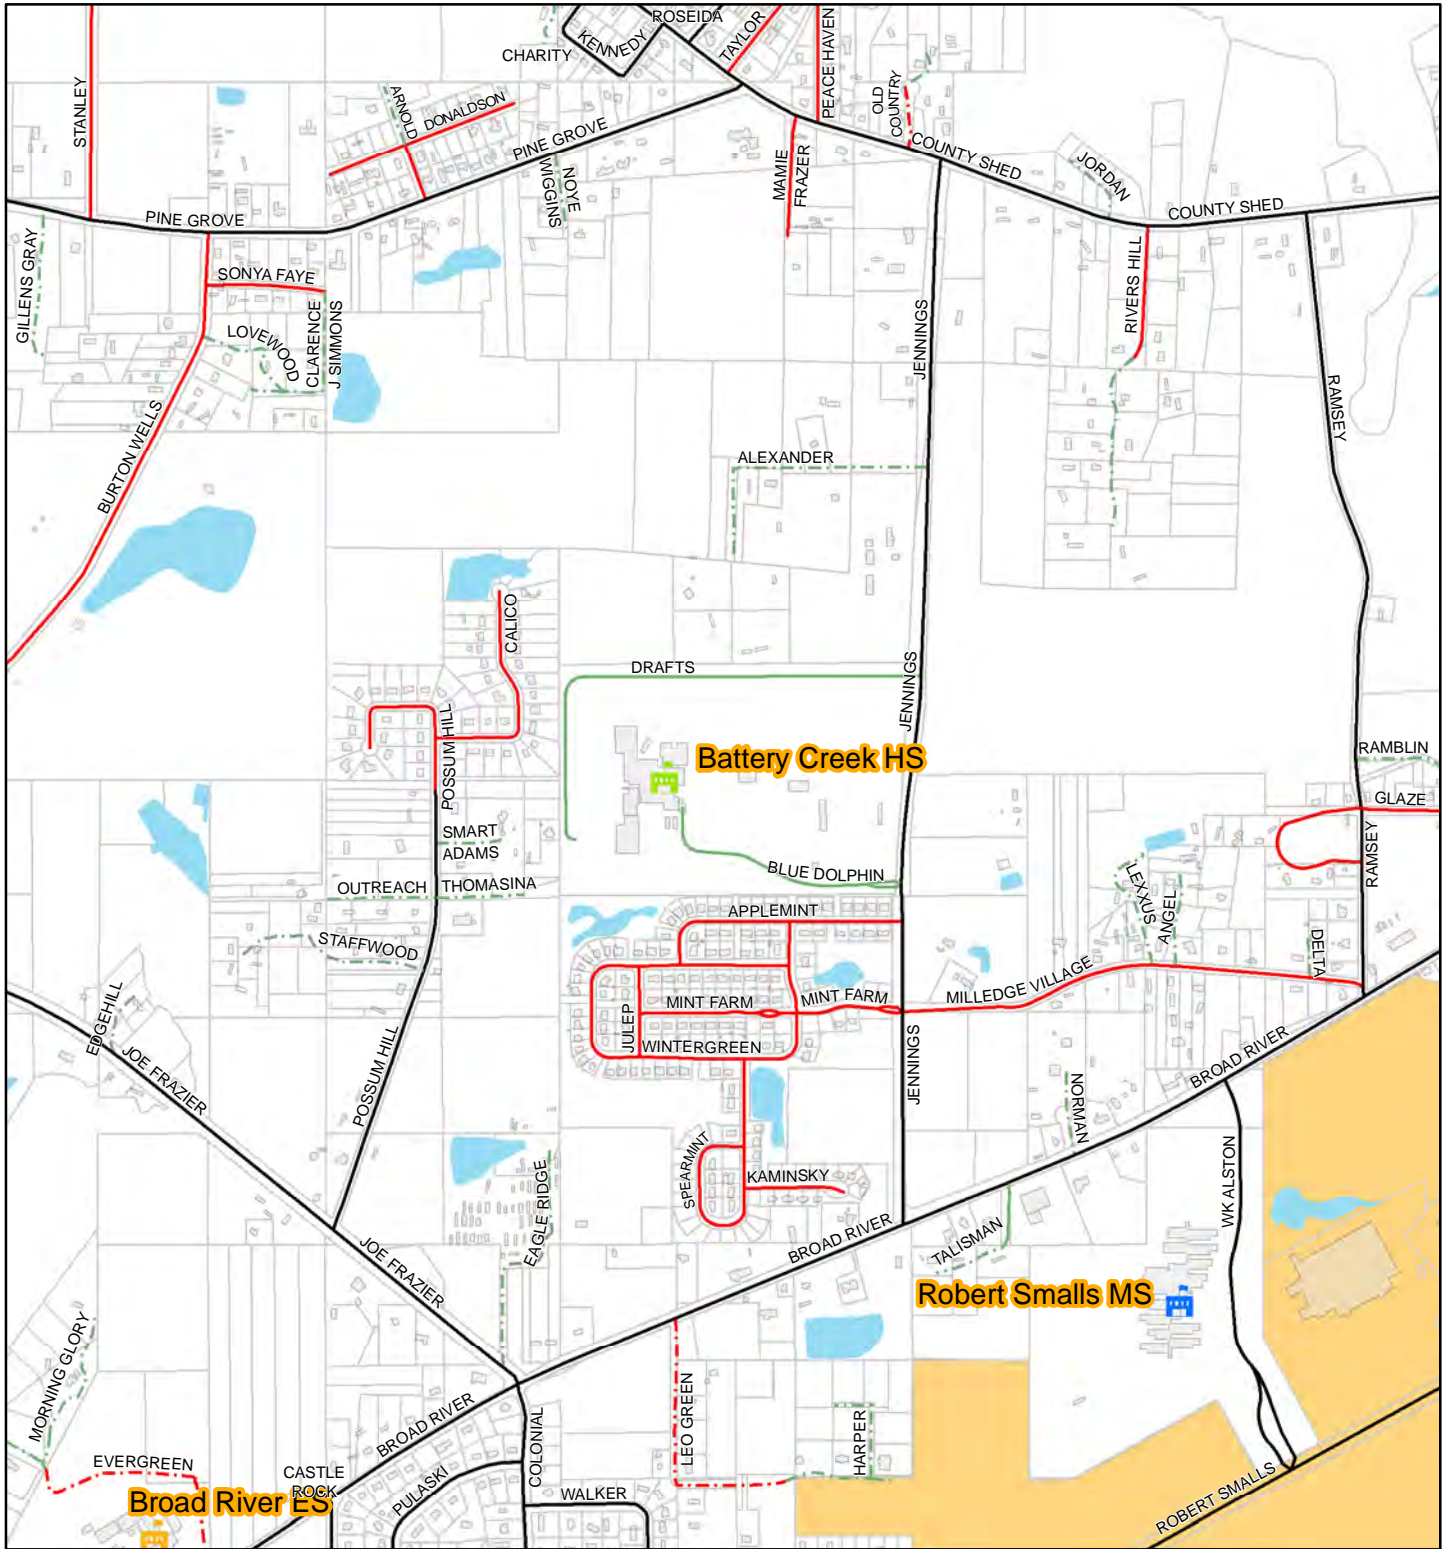 ROSEIDA
KENNEDY
CHARITY
TAYLOR
PEACE HAVEN
STANLEY
ARNOLD
DONALDSON
PINE GROVE
OLD
COUNTRY
COUNTY SHED
JORDAN
MAMIE
FRAZER
NOYE
WIGGINS
PINE GROVE
COUNTY SHED
GILLENS GRAY
SONYA FAYE
RIVERS HILL
LOVEWOOD
CLARENCE
J SIMMONS
JENNINGS
RAMSEY
BURTON WELLS
ALEXANDER
CALICO
DRAFTS
JENNINGS
POSSUM HILL
Battery Creek HS
RAMBLIN
GLAZE
SMART
ADAMS
RAMSEY
BLUE DOLPHIN
OUTREACH
THOMASINA
LEXXUS
ANGEL
APPLEMINT
STAFFWOOD
DELTA
MILLEDGE VILLAGE
MINT FARM
MINT FARM
EDGEHILL
JULEP
WINTERGREEN
JOE FRAZIER
POSSUM HILL
JENNINGS
BROAD RIVER
NORMAN
SPEARMINT
KAMINSKY
WK ALSTON
EAGLE RIDGE
BROAD RIVER
TALISMAN
JOE FRAZIER
Robert Smalls MS
MORNING GLORY
LEO GREEN
BROAD RIVER
HARPER
COLONIAL
EVERGREEN
CASTLE
ROCK
PULASKI
WALKER
Broad River ES
ROBERT SMALLS